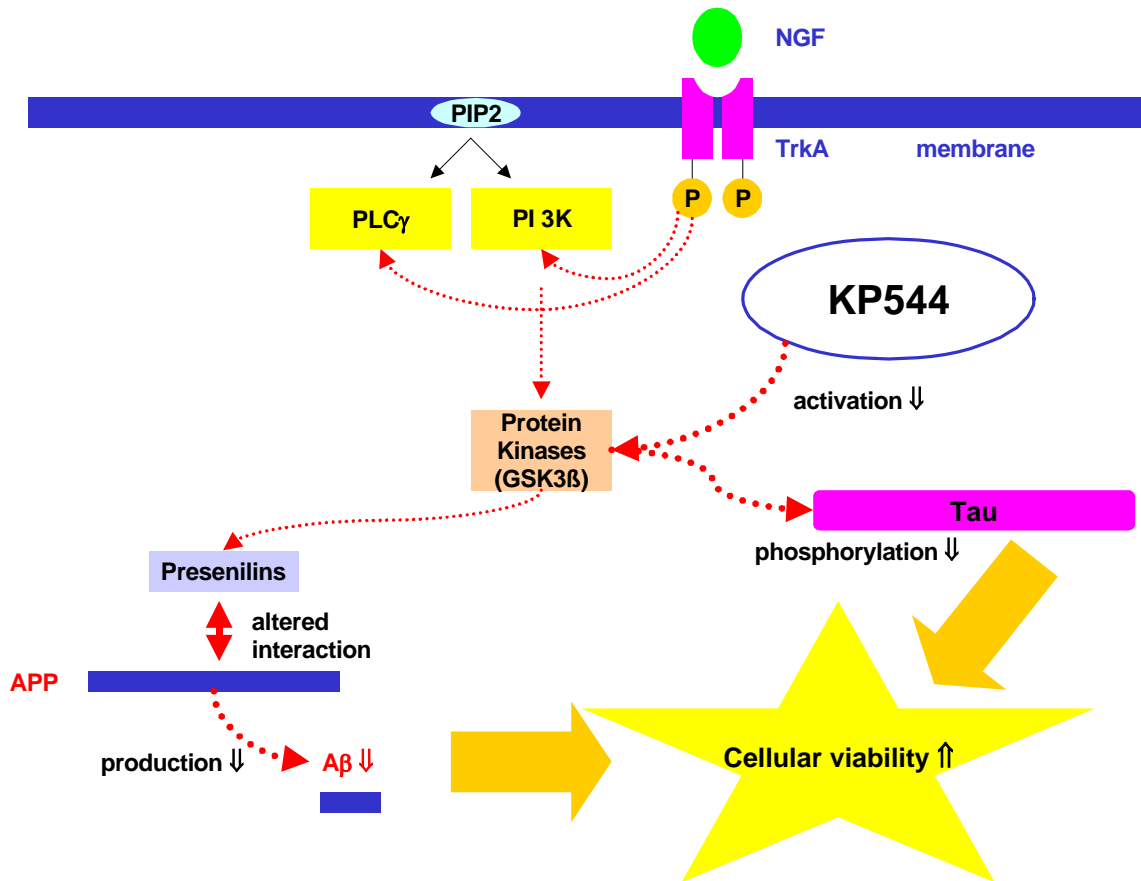 NGF
PIP2
TrkA
membrane
P
P
PLCγ
PI 3K
KP544
activation ⇓
Protein
Kinases
(GSK3ß)
Tau
phosphorylation ⇓
Presenilins
altered
interaction
APP
production ⇓
Aβ ⇓
Cellular viability ⇑